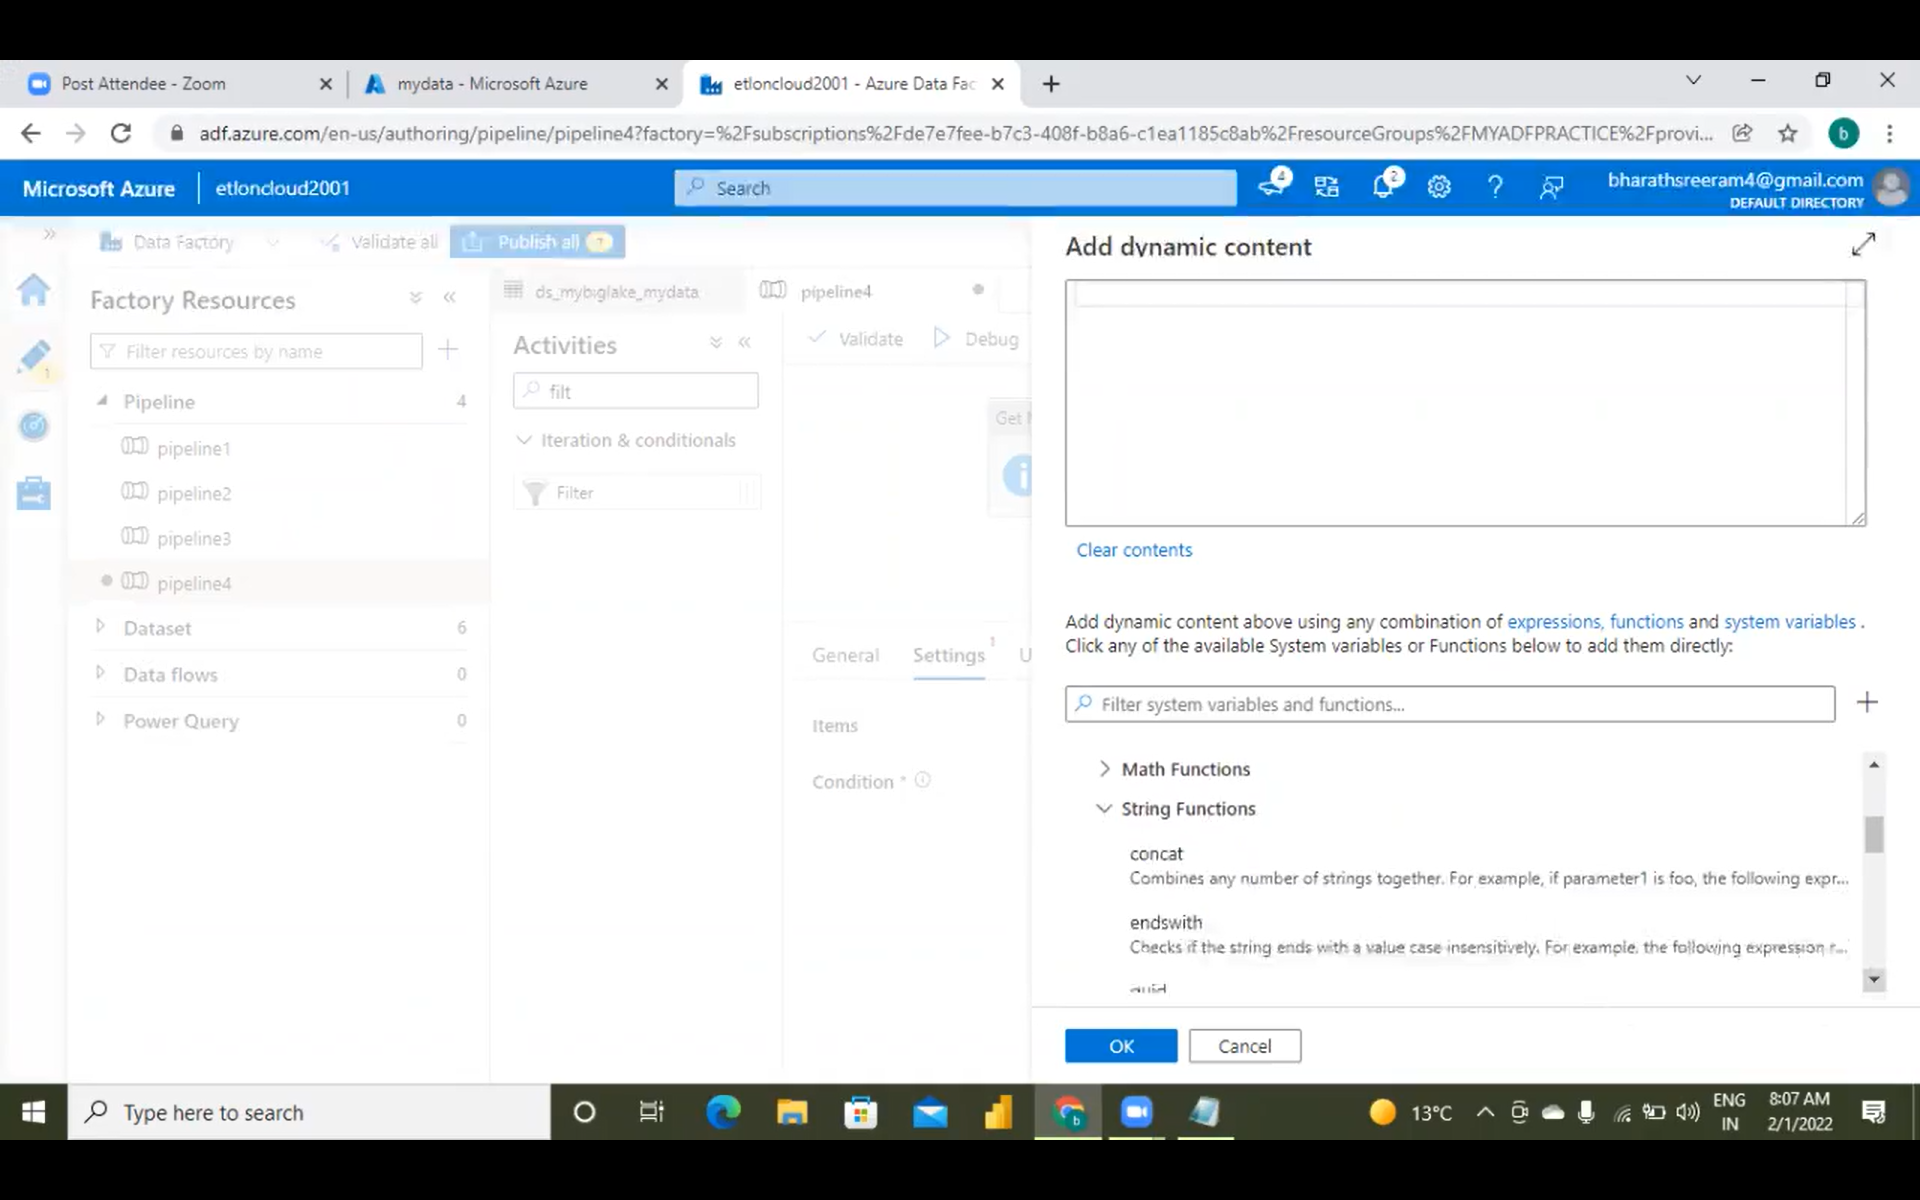 Post Attendee - Zoom
mydata - Microsoft Azure
etloncloud2001 - Azure Data Fac
adf.azure.com/en-us/authoring/pipeline/pipeline4?factory=%2Fsubscriptions%2Fde7e7fee-b7c3-408f-b8a6-c1ea1185c8ab%2FresourceGroups%2FMYADFPRACTICE%2Fprovi...
b
Microsoft Azure
etloncloud2001
Search
4
2
bharathsreeram4@gmail.com
DEFAULT DIRECTORY
Data Factory
Validate all
Publish all
Add dynamic content
Factory Resources
ds_mybiglake_mydata
pipeline4
Filter resources by name
Activities
Validate
Debug
1
filt
Pipeline 4
Get
Iteration & conditionals
pipeline1
pipeline2
Filter
pipeline3
pipeline4
Clear contents
Dataset 6
Data flows 0
Power Query 0
General
Settings 1
U
Items
Condition *
Add dynamic content above using any combination of expressions, functions and system variables .
Click any of the available System variables or Functions below to add them directly:
Filter system variables and functions...
Math Functions
String Functions
concat
Combines any number of strings together. For example, if parameter1 is foo, the following expr...
endswith
Checks if the string ends with a value case insensitively. For example, the following expression r...
guid
OK
Cancel
Type here to search
b
13°C
ENG
IN
8:07 AM
2/1/2022